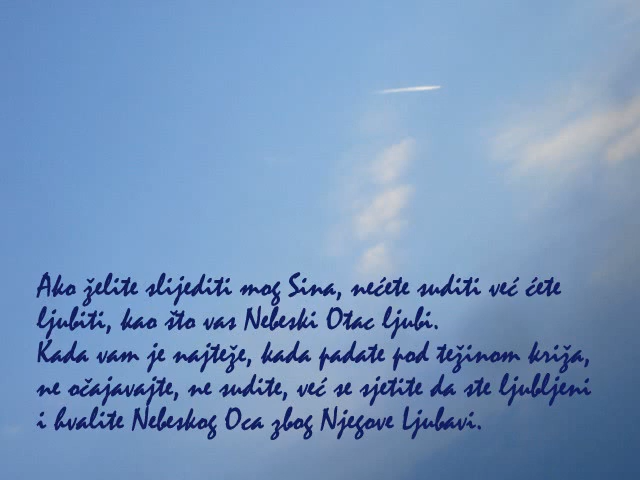 Ako želite slijediti mog Sina, nećete suditi već ćete
ljubiti, kao što vas Nebeski Otac ljubi.
Kada vam je najteže, kada padate pod težinom križa,
ne očajavajte, ne sudite, već se sjetite da ste ljubljeni
i hvalite Nebeskog Oca zbog Njegove Ljubavi.